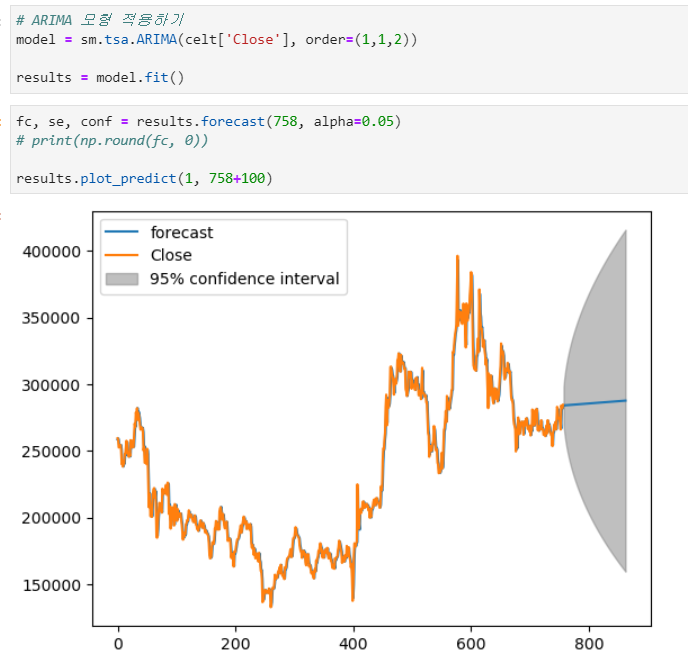 # ARIMA 모형 적용하기
model = sm.tsa.ARIMA(celt['Close'], order=(1,1,2))
results = model.fit()
fc, se, conf = results.forecast(758, alpha=0.05)
# print(np.round(fc, 0))
results.plot_predict(1, 758+100)
forecast
Close
95% confidence interval
400000
350000
300000
250000
200000
150000
0 200 400 600 800